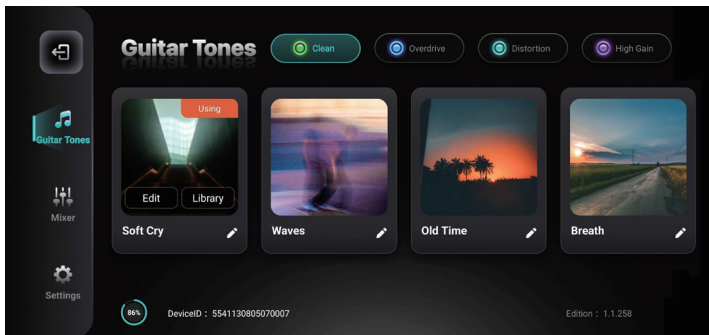 Guitar Tones
Clean
Overdrive
Distortion
High Gain
Guitar Tones
Mixer
Settings
Using
Edit
Library
Soft Cry
Waves
Old Time
Breath
86%
DeviceID : 5541130805070007
Edition : 1.1.258